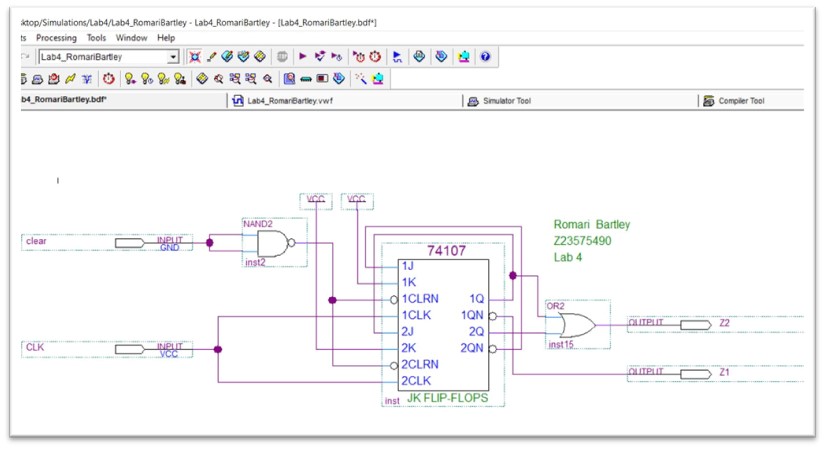 ktop/Simulations/Lab4/Lab4_RomariBartley - Lab4_RomariBartley - [Lab4_RomariBartley.bdf*]
ts Processing Tools Window Help
Lab4_RomariBartley
b4_RomariBartley.bdf* Lab4_RomariBartley.vwf Simulator Tool Compiler Tool
VCC VCC
NAND2
Romari Bartley
Z23575490
Lab 4
clear INPUT
GND
inst2
74107
1J
1K
1CLRN 1Q
1CLK 1QN
2J 2Q
2K 2QN
2CLRN
2CLK
inst JK FLIP-FLOPS
OR2
inst15
OUTPUT Z2
CLK INPUT
VCC
OUTPUT Z1